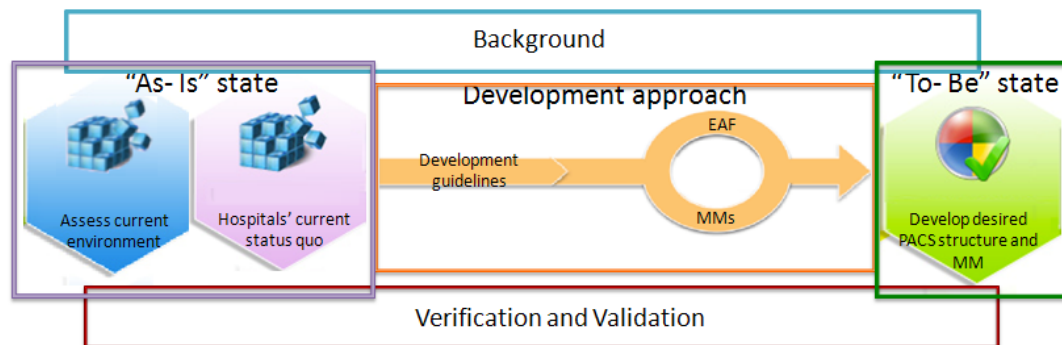 Background
"As- Is" state
Assess current
environment
Hospitals' current
status quo
Development approach
Development
guidelines
EAF
MMs
"To- Be" state
Develop desired
PACS structure and
MM
Verification and Validation